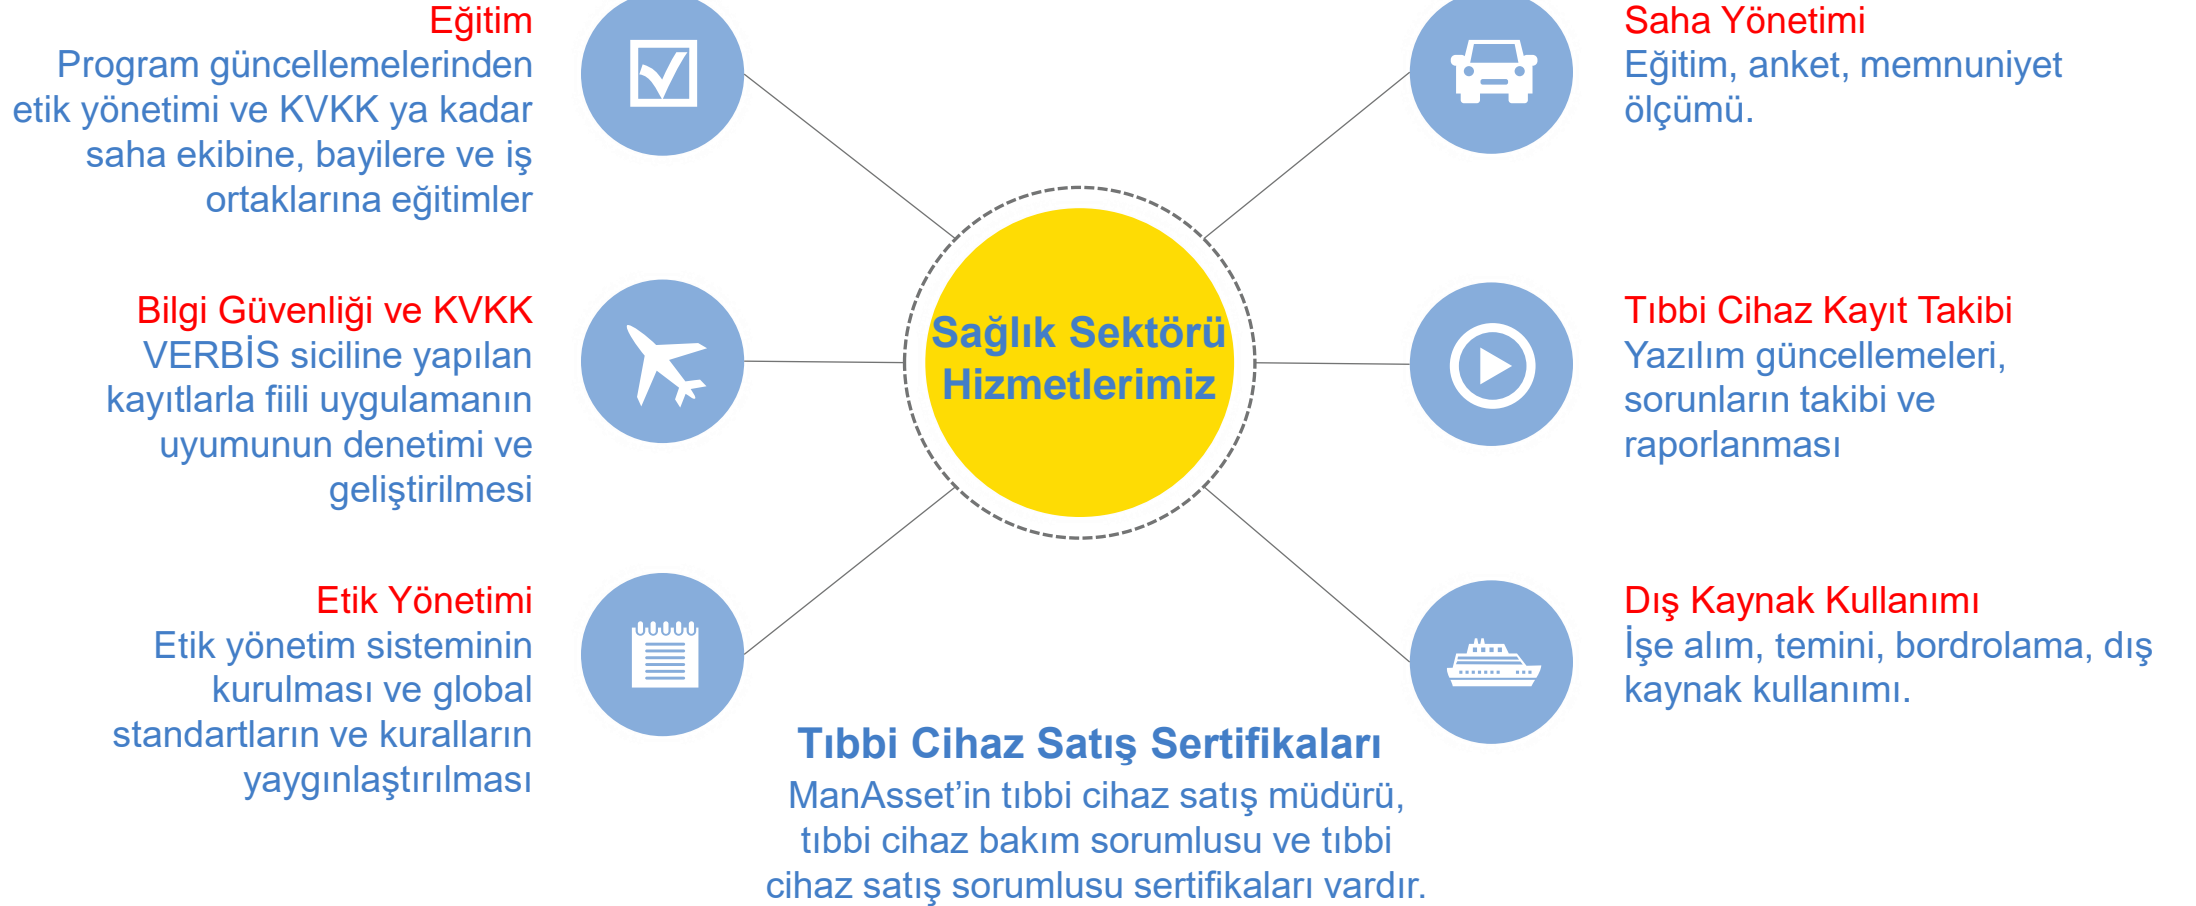 Eğitim
Program güncellemelerinden
etik yönetimi ve KVKK ya kadar
saha ekibine, bayilere ve iş
ortaklarına eğitimler
Bilgi Güvenliği ve KVKK
VERBİS siciline yapılan
kayıtlarla fiili uygulamanın
uyumunun denetimi ve
geliştirilmesi
Etik Yönetimi
Etik yönetim sisteminin
kurulması ve global
standartların ve kuralların
yaygınlaştırılması
Sağlık Sektörü
Hizmetlerimiz
Saha Yönetimi
Eğitim, anket, memnuniyet
ölçümü.
Tıbbi Cihaz Kayıt Takibi
Yazılım güncellemeleri,
sorunların takibi ve
raporlanması
Dış Kaynak Kullanımı
İşe alım, temini, bordrolama, dış
kaynak kullanımı.
Tıbbi Cihaz Satış Sertifikaları
ManAsset’in tıbbi cihaz satış müdürü,
tıbbi cihaz bakım sorumlusu ve tıbbi
cihaz satış sorumlusu sertifikaları vardır.